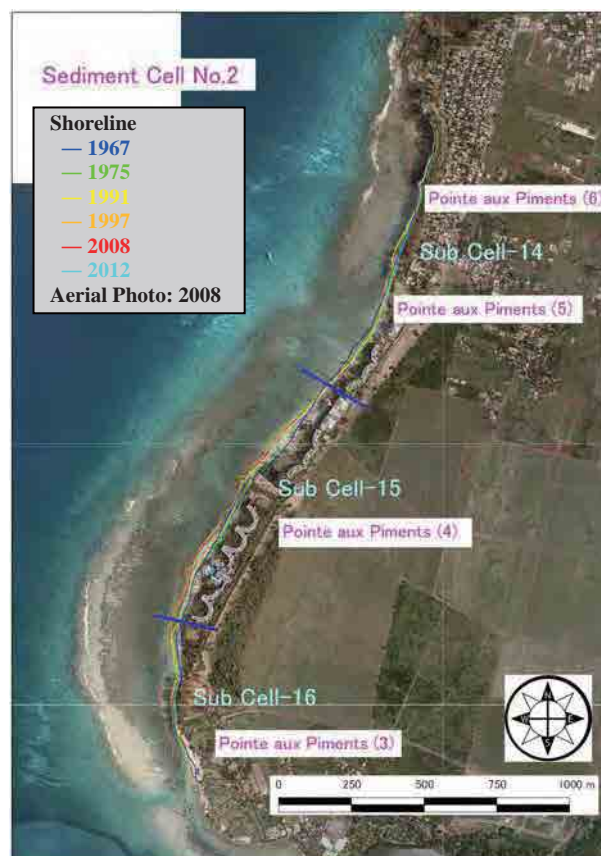 Sediment Cell No.2
Shoreline
— 1967
— 1975
— 1991
— 1997
— 2008
— 2012
Aerial Photo: 2008
Pointe aux Piments (6)
Sub Cell-14
Pointe aux Piments (5)
Sub Cell-15
Pointe aux Piments (4)
Sub Cell-16
Pointe aux Piments (3)
N
W E
S
0 250 500 750 1000 m